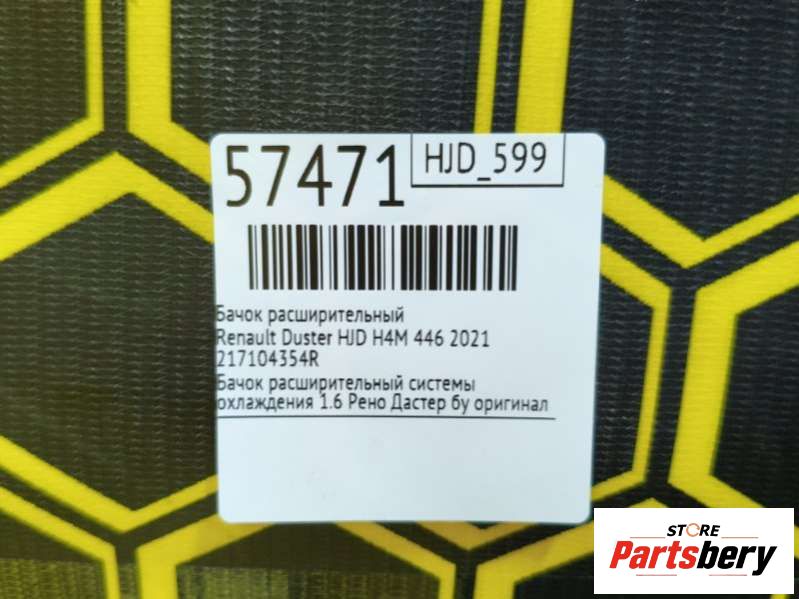 57471
HJD_599
Бачок расширительный
Renault Duster HJD H4M 446 2021
217104354R
Бачок расширительный системы
охлаждения 1.6 Рено Дастер бу оригинал
STORE
Partsbery